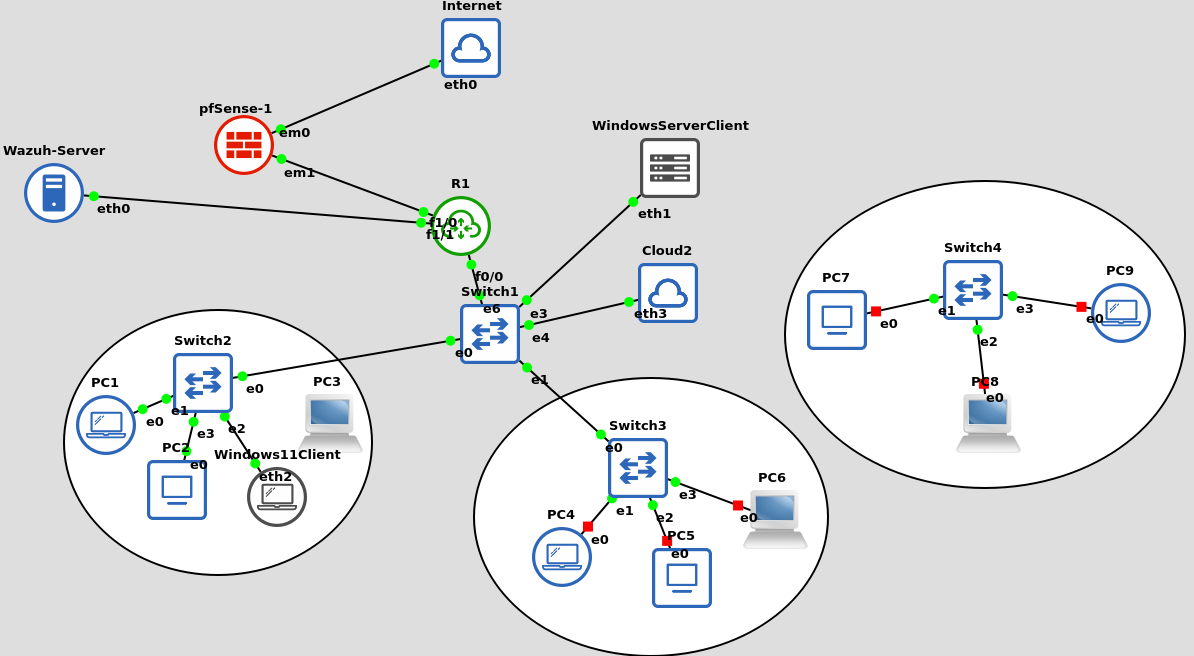 Internet
eth0
pfSense-1
em0
em1
Wazuh-Server
eth0
R1
f1/0
f1/1
f0/0
WindowsServerClient
eth1
Cloud2
eth3
Switch1
e6
e3
e4
e0
e1
Switch2
e0
e1
e3
e2
PC1
e0
PC2
e0
PC3
Windows11Client
eth2
Switch3
e0
e1
e2
e3
PC4
e0
PC5
e0
PC6
e0
Switch4
e1
e2
e3
PC7
e0
PC8
e0
PC9
e0